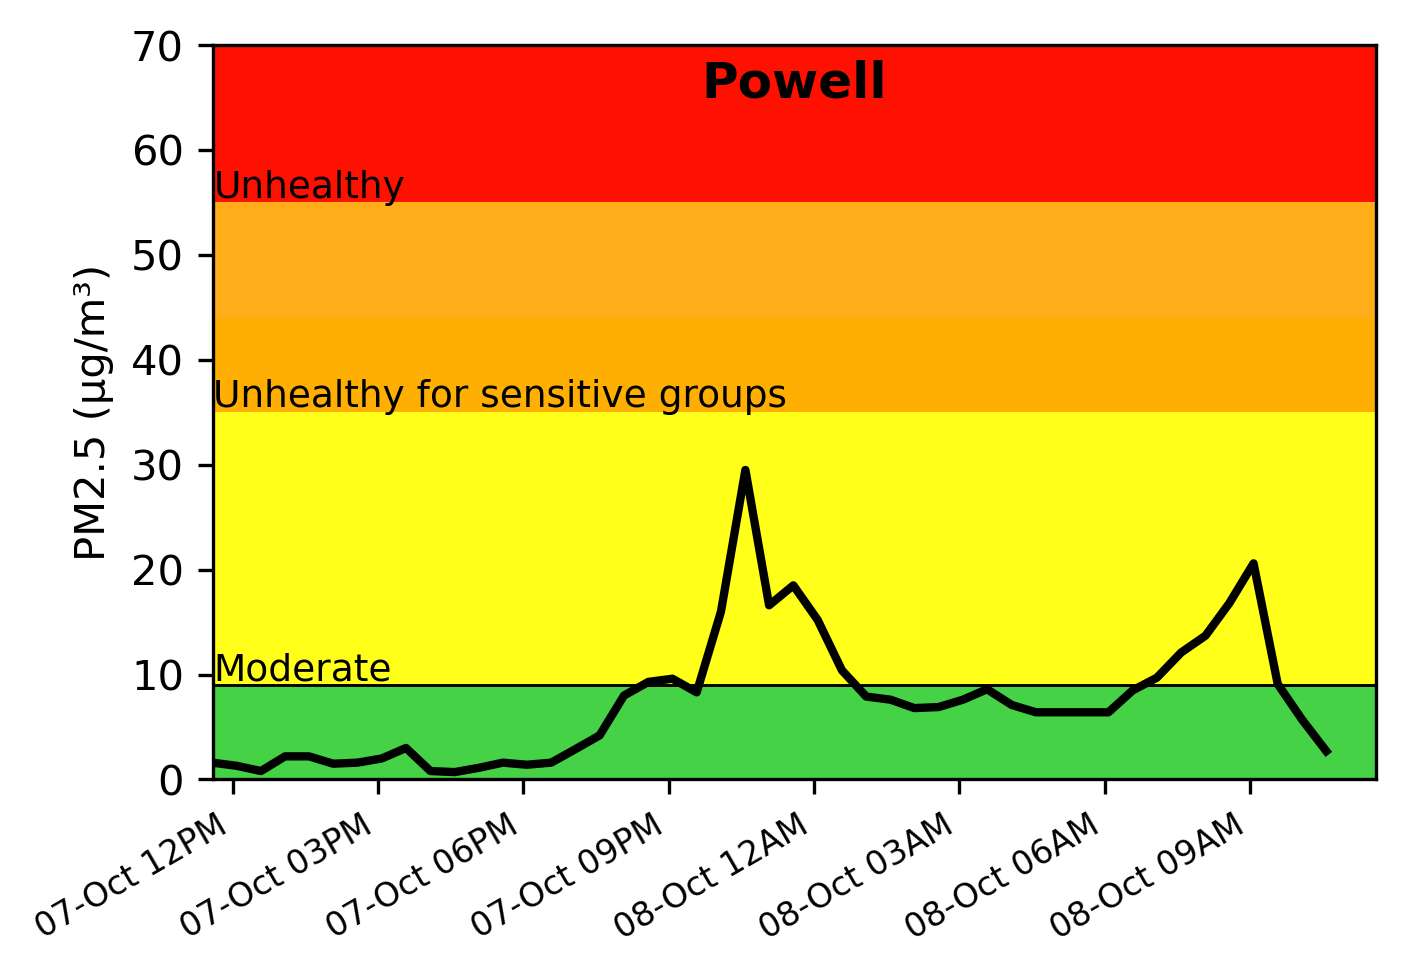 Powell
PM2.5 (µg/m³)
70
60
50
40
30
20
10
0
Unhealthy
Unhealthy for sensitive groups
Moderate
07-Oct 12PM
07-Oct 03PM
07-Oct 06PM
07-Oct 09PM
08-Oct 12AM
08-Oct 03AM
08-Oct 06AM
08-Oct 09AM